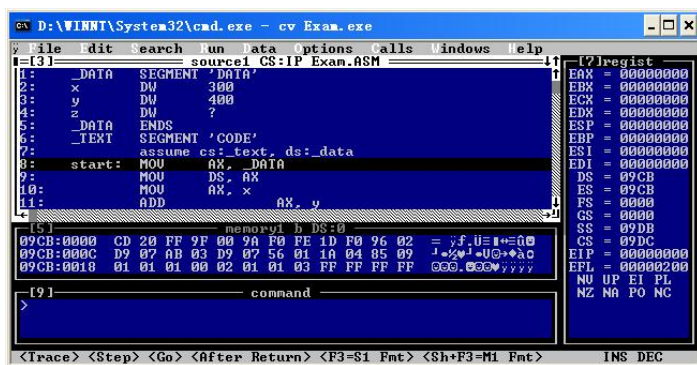 D:\WINNT\System32\cmd.exe - cv Exam.exe
File Edit Search Run Data Options Calls Windows Help
[3] source1 CS:IP Exam.ASM
[7]regist
1: _DATA SEGMENT 'DATA'
2: x DW 300
3: y DW 400
4: z DW ?
5: _DATA ENDS
6: _TEXT SEGMENT 'CODE'
7: assume cs:_text, ds:_data
8: start: MOV AX, _DATA
9: MOV DS, AX
10: MOV AX, x
11: ADD AX, y
EAX = 00000000
EBX = 00000000
ECX = 00000000
EDX = 00000000
ESP = 00000000
EBP = 00000000
ESI = 00000000
EDI = 00000000
DS = 09CB
ES = 09CB
FS = 0000
GS = 0000
SS = 09DB
CS = 09DC
EIP = 00000000
EFL = 00000200
NV UP EI PL
NZ NA PO NC
[5] memory1 b DS:0
09CB:0000 CD 20 FF 9F 00 9A F0 FE 1D F0 96 02
09CB:000C D9 07 AB 03 D9 07 56 01 1A 04 85 09
09CB:0018 01 01 01 00 02 01 01 03 FF FF FF FF
[9] command
>
<Trace> <Step> <Go> <After Return> <F3=S1 Fmt> <Sh+F3=M1 Fmt> INS DEC